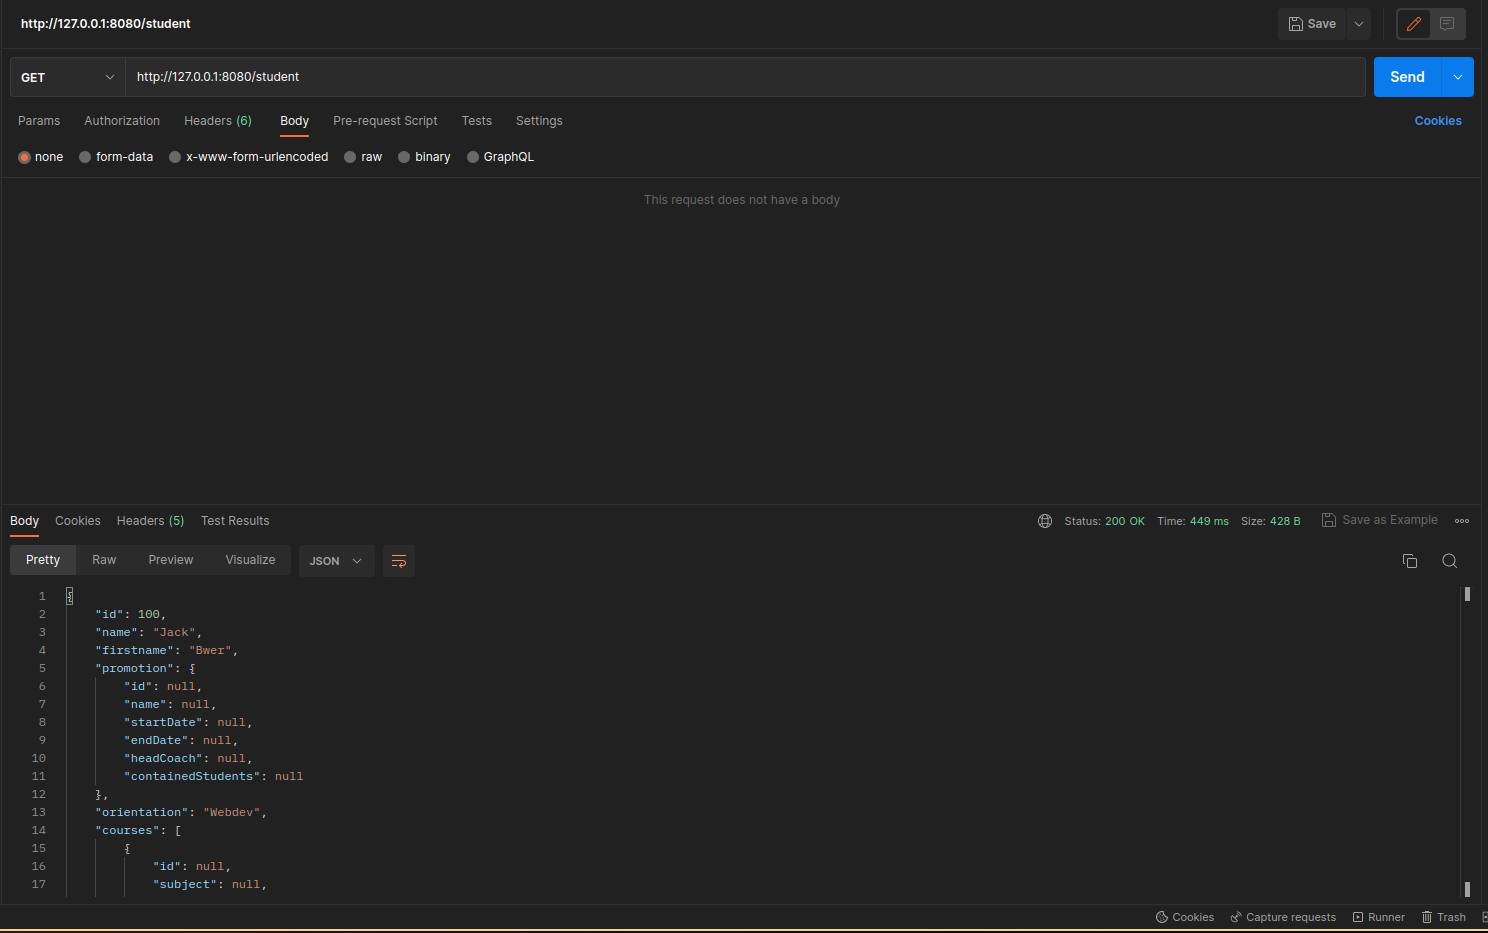 http://127.0.0.1:8080/student
Save
GET http://127.0.0.1:8080/student Send
Params Authorization Headers (6) Body Pre-request Script Tests Settings Cookies
none form-data x-www-form-urlencoded raw binary GraphQL
This request does not have a body
Body Cookies Headers (5) Test Results Status: 200 OK Time: 449 ms Size: 428 B Save as Example
Pretty Raw Preview Visualize JSON
1 {
2 "id": 100,
3 "name": "Jack",
4 "firstname": "Bwer",
5 "promotion": {
6 "id": null,
7 "name": null,
8 "startDate": null,
9 "endDate": null,
10 "headCoach": null,
11 "containedStudents": null
12 },
13 "orientation": "Webdev",
14 "courses": [
15 {
16 "id": null,
17 "subject": null,
Cookies Capture requests Runner Trash